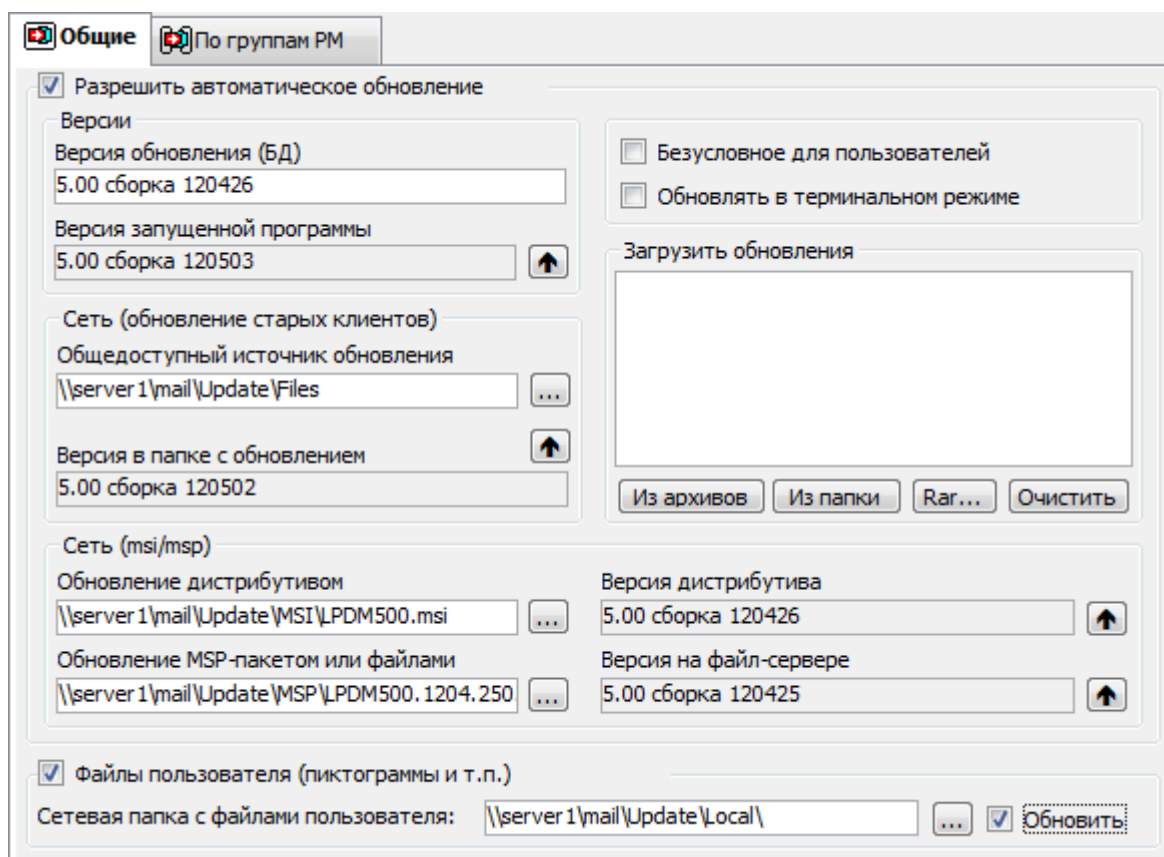 Общие
По группам РМ
Разрешить автоматическое обновление
Версии
Версия обновления (БД)
5.00 сборка 120426
Версия запущенной программы
5.00 сборка 120503
Безусловное для пользователей
Обновлять в терминальном режиме
Загрузить обновления
Из архивов
Из папки
Rar...
Очистить
Сеть (обновление старых клиентов)
Общедоступный источник обновления
\\server1\mail\Update\Files
...
Версия в папке с обновлением
5.00 сборка 120502
Сеть (msi/msp)
Обновление дистрибутивом
\\server1\mail\Update\MSI\LPDM500.msi
...
Версия дистрибутива
5.00 сборка 120426
Обновление MSP-пакетом или файлами
\\server1\mail\Update\MSP\LPDM500.1204.250
...
Версия на файл-сервере
5.00 сборка 120425
Файлы пользователя (пиктограммы и т.п.)
Сетевая папка с файлами пользователя:
\\server1\mail\Update\Local\
...
Обновить